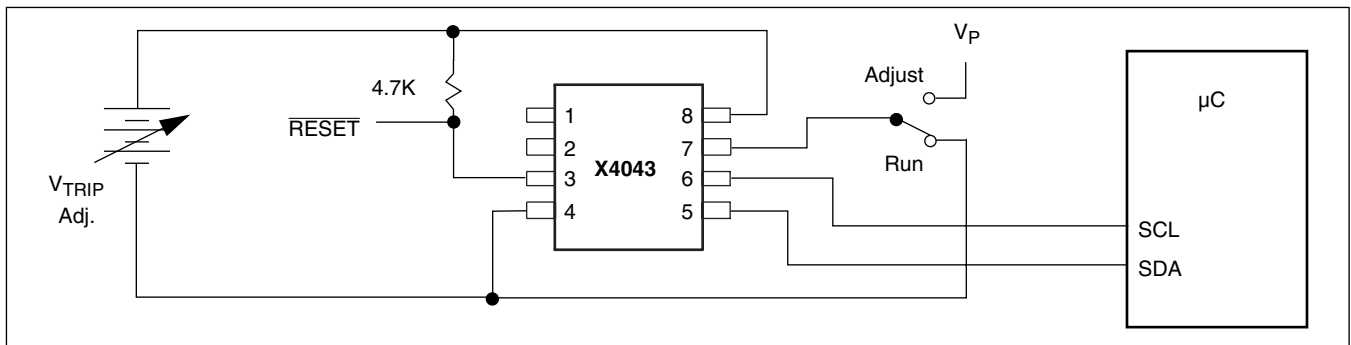 V_P
Adjust
µC
4.7K
1
8
RESET
2
7
X4043
Run
3
6
V_TRIP
Adj.
4
5
SCL
SDA